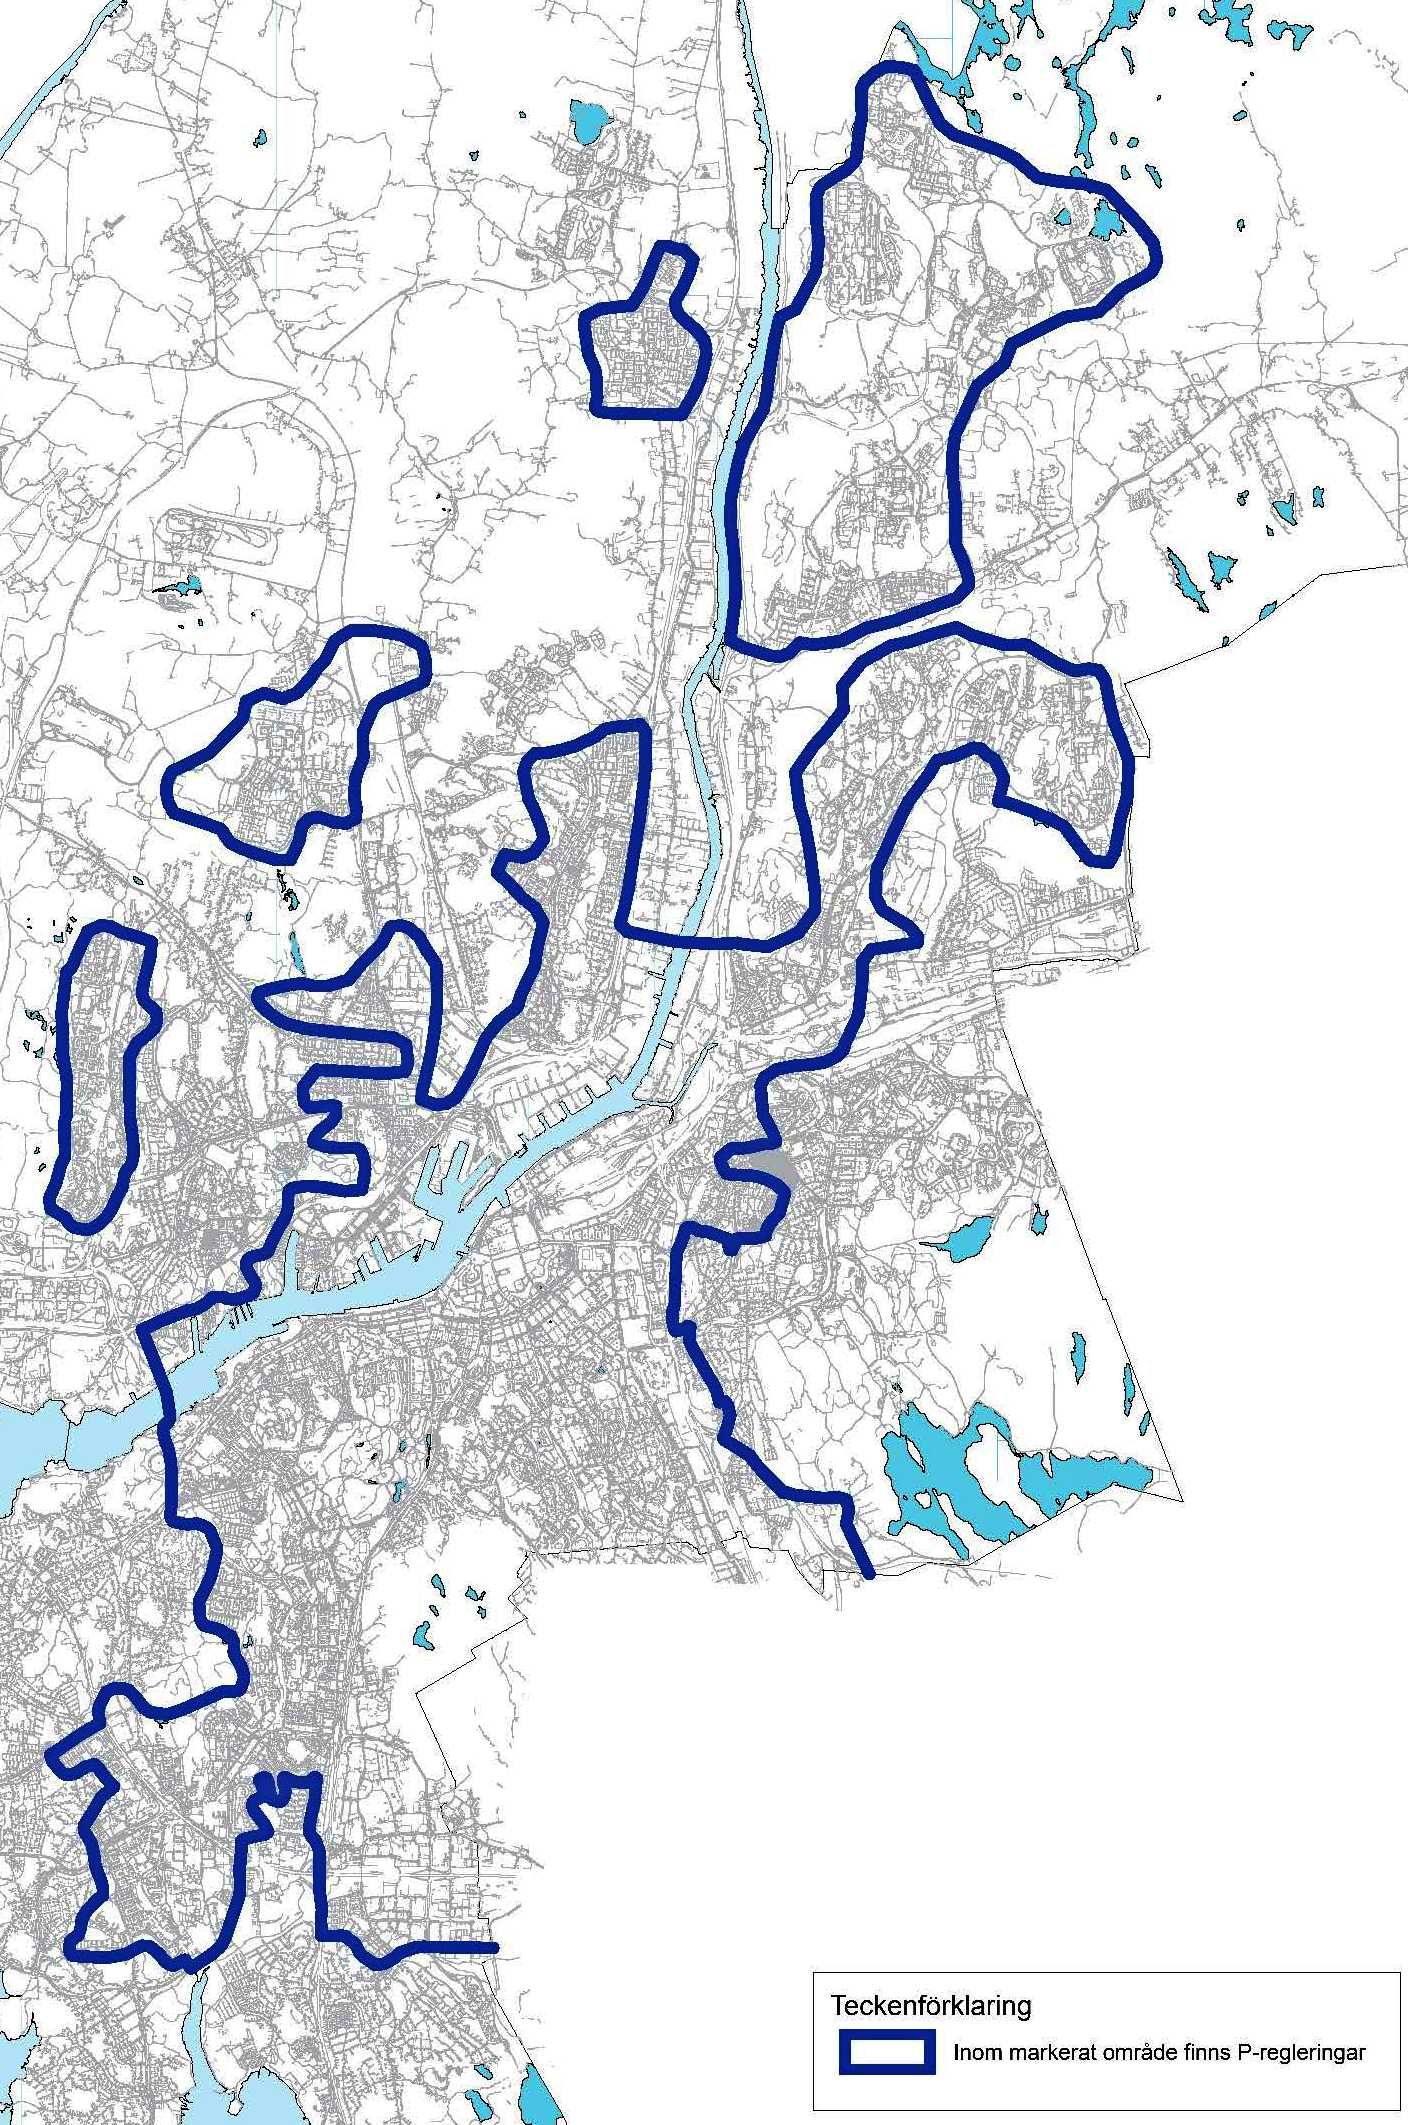 Teckenförklaring
Inom markerat område finns P-regleringar